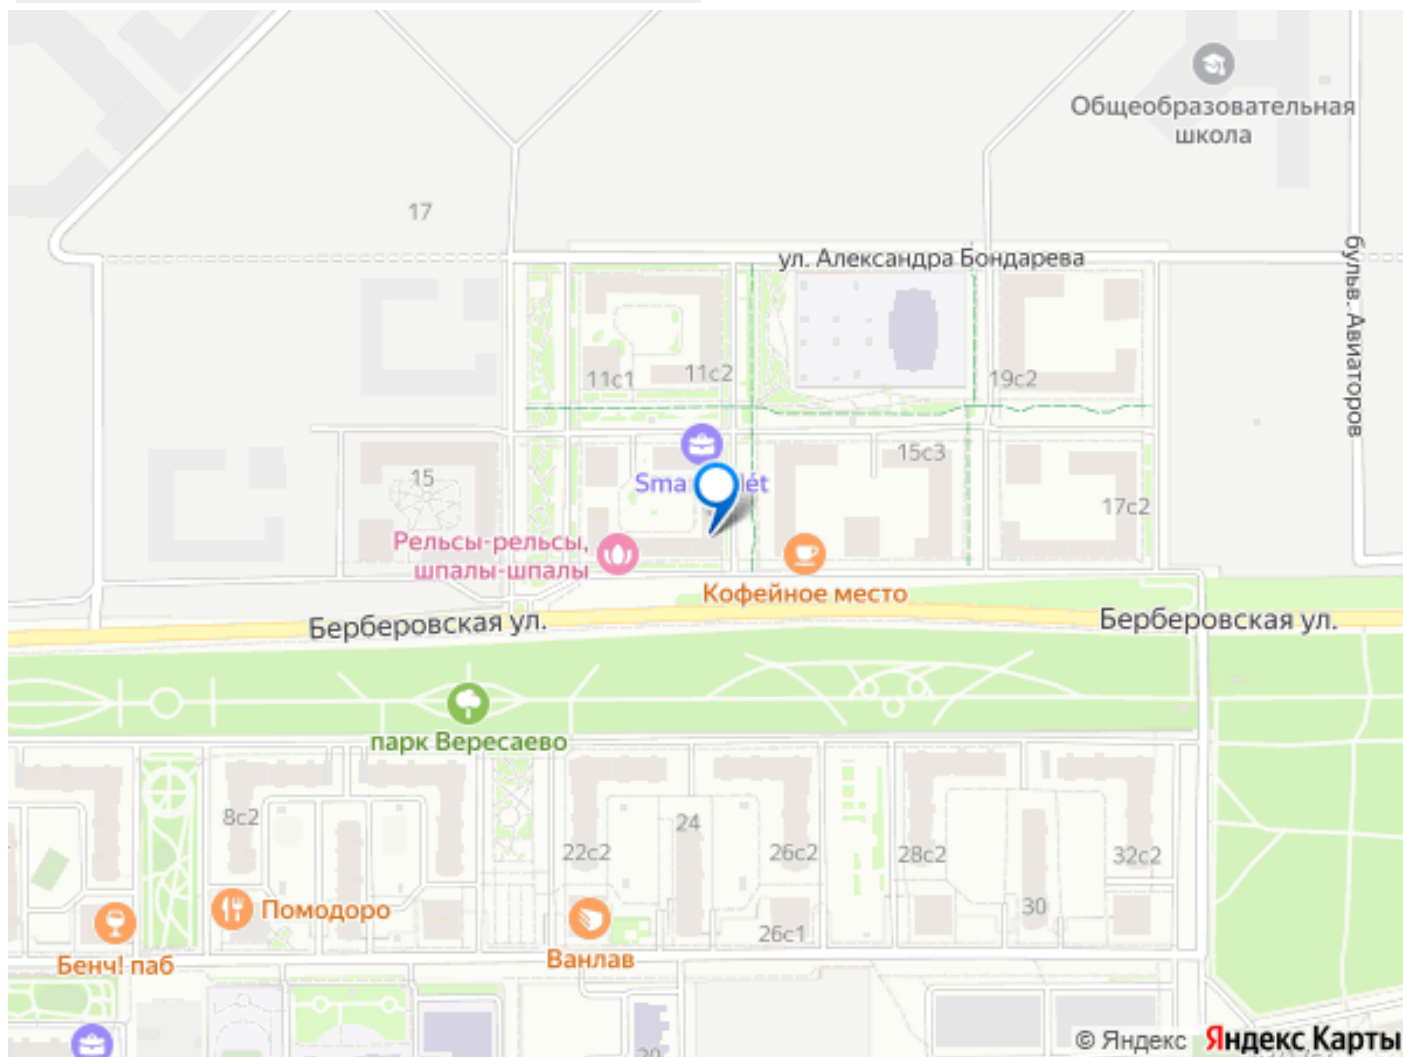 Общеобразовательная
школа
17
ул. Александра Бондарева
бульв. Авиаторов
11с1
11с2
19с2
15
Sma
lét
15с3
17с2
Рельсы-рельсы,
шпалы-шпалы
Кофейное место
Берберовская ул.
Берберовская ул.
парк Вересаево
8с2
24
22с2
26с2
28с2
32с2
Помодоро
30
Бенч! паб
Ванлав
26с1
© Яндекс Яндекс Карты